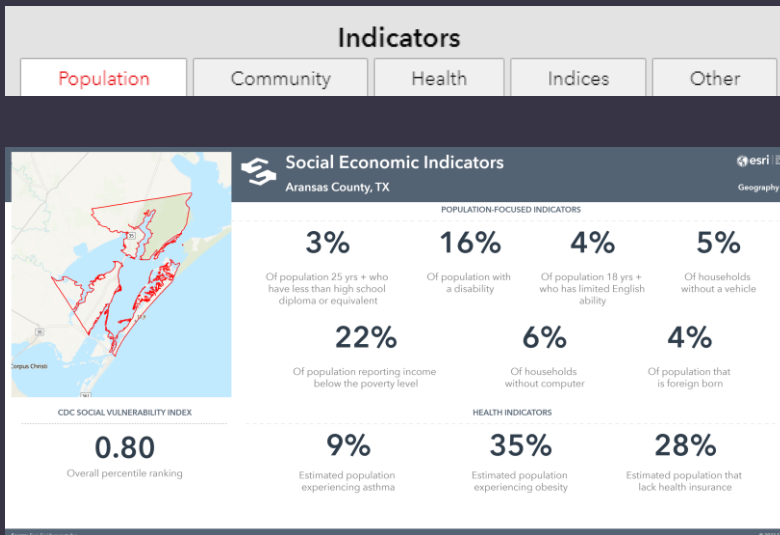 Indicators
Population
Community
Health
Indices
Other
Social Economic Indicators
esri
Aransas County, TX
Geography
POPULATION-FOCUSED INDICATORS
3%
16%
4%
5%
Of population 25 yrs + who
have less than high school
diploma or equivalent
Of population with
a disability
Of population 18 yrs +
who has limited English
ability
Of households
without a vehicle
22%
6%
4%
Of population reporting income
below the poverty level
Of households
without computer
Of population that
is foreign born
35
Corpus Christi
CDC SOCIAL VULNERABILITY INDEX
0.80
Overall percentile ranking
HEALTH INDICATORS
9%
35%
28%
Estimated population
experiencing asthma
Estimated population
experiencing obesity
Estimated population that
lack health insurance